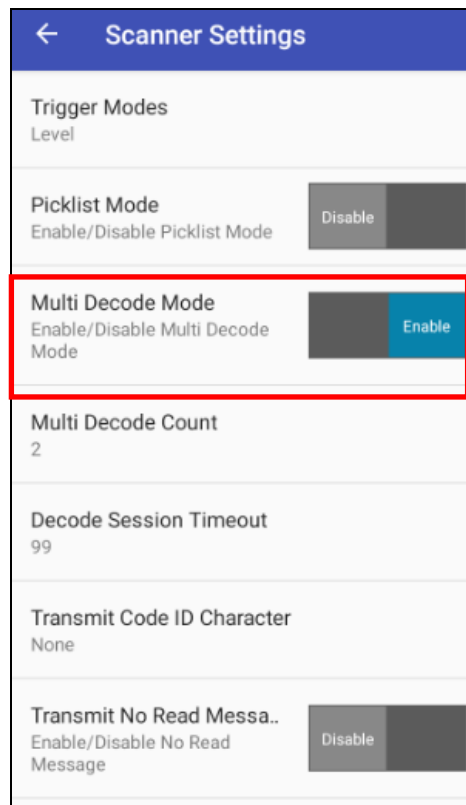 Scanner Settings
Trigger Modes
Level
Picklist Mode
Enable/Disable Picklist Mode
Disable
Multi Decode Mode
Enable/Disable Multi Decode
Mode
Enable
Multi Decode Count
2
Decode Session Timeout
99
Transmit Code ID Character
None
Transmit No Read Messa..
Enable/Disable No Read
Message
Disable